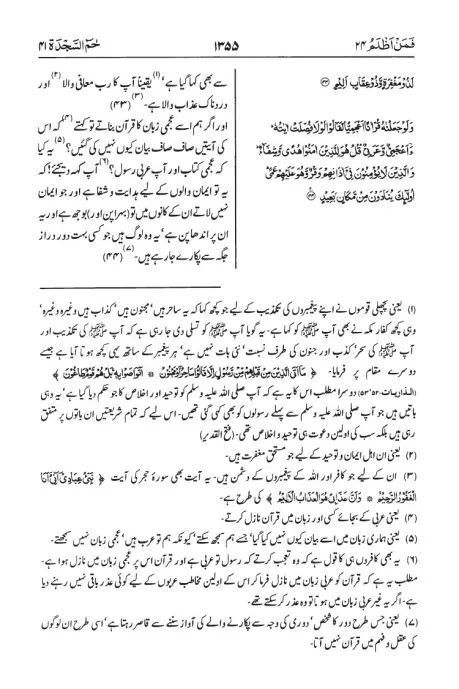 فَمَنْ اَظْلَمُ ٢٤
١٣٥٥
حٰمٓ السَّجْدَة ٤١
لَذُوْ مَغْفِرَةٍ وَّذُوْ عِقَابٍ اَلِيْمٍ ۝
وَلَوْ جَعَلْنٰهُ قُرْاٰنًا اَعْجَمِيًّا لَّقَالُوْا لَوْلَا فُصِّلَتْ اٰيٰتُهٗ
ءَاَعْجَمِيٌّ وَّعَرَبِيٌّ قُلْ هُوَ لِلَّذِيْنَ اٰمَنُوْا هُدًى وَّشِفَآءٌ
وَالَّذِيْنَ لَا يُؤْمِنُوْنَ فِيْٓ اٰذَانِهِمْ وَقْرٌ وَّهُوَ عَلَيْهِمْ عَمًى
اُولٰٓىِٕكَ يُنَادَوْنَ مِنْ مَّكَانٍۭ بَعِيْدٍ ۝
سے بھی کہا گیا ہے،(۱) یقیناً آپ کا رب معافی والا(۲) اور
دردناک عذاب والا ہے۔(۳) (۴۳)
اور اگر ہم اسے عجمی زبان کا قرآن بناتے تو کہتے(۴) کہ اس
کی آیتیں صاف صاف بیان کیوں نہیں کی گئیں؟(۵) یہ کیا
کہ عجمی کتاب اور آپ عربی رسول؟(۶) آپ کہہ دیجئے! کہ
یہ تو ایمان والوں کے لیے ہدایت و شفا ہے اور جو ایمان
نہیں لاتے ان کے کانوں میں تو (بہراپن اور) بوجھ ہے اور یہ
ان پر اندھاپن ہے، یہ وہ لوگ ہیں جو کسی بہت دور دراز
جگہ سے پکارے جا رہے ہیں۔(۷) (۴۴)
(۱) یعنی پچھلی قوموں نے اپنے پیغمبروں کی تکذیب کے لیے جو کچھ کہا کہ یہ ساحر ہیں، مجنون ہیں، کذاب ہیں وغیرہ وغیرہ،
وہی کچھ کفار مکہ نے بھی آپ ﷺ کو کہا ہے۔ یہ گویا آپ ﷺ کو تسلی دی جا رہی ہے کہ آپ ﷺ کی تکذیب اور
آپ ﷺ کی سحر، کذب اور جنون کی طرف نسبت، نئی بات نہیں ہے، ہر پیغمبر کے ساتھ یہی کچھ ہوتا آیا ہے جیسے
دوسرے مقام پر فرمایا۔ ﴿ مَآاَتَى الَّذِيْنَ مِنْ قَبْلِهِمْ مِّنْ رَّسُوْلٍ اِلَّا قَالُوْا سَاحِرٌ اَوْ مَجْنُوْنٌ * اَتَوَاصَوْا بِهٖ بَلْ هُمْ قَوْمٌ طَاغُوْنَ ﴾
(الذاريات-۵۲،۵۳) دوسرا مطلب اس کا یہ ہے کہ آپ صلی اللہ علیہ وسلم کو توحید اور اخلاص کا جو حکم دیا گیا ہے، یہ وہی
باتیں ہیں جو آپ صلی اللہ علیہ وسلم سے پہلے رسولوں کو بھی کہی گئی تھیں۔ اس لیے کہ تمام شریعتیں ان باتوں پر متفق
رہی ہیں بلکہ سب کی اولین دعوت ہی توحید و اخلاص تھی۔ (فتح القدیر)
(۲) یعنی ان اہل ایمان و توحید کے لیے جو مستحق مغفرت ہیں۔
(۳) ان کے لیے جو کافر اور اللہ کے پیغمبروں کے دشمن ہیں۔ یہ آیت بھی سورۂ حجر کی آیت ﴿ نَبِّئْ عِبَادِيْٓ اَنِّيْٓ اَنَا
الْغَفُوْرُ الرَّحِيْمُ * وَاَنَّ عَذَابِيْ هُوَ الْعَذَابُ الْاَلِيْمُ ﴾ کی طرح ہے۔
(۴) یعنی عربی کے بجائے کسی اور زبان میں قرآن نازل کرتے۔
(۵) یعنی ہماری زبان میں اسے بیان کیوں نہیں کیا گیا، جسے ہم سمجھ سکتے، کیونکہ ہم تو عرب ہیں، عجمی زبان نہیں سمجھتے۔
(۶) یہ بھی کافروں ہی کا قول ہے کہ وہ تعجب کرتے کہ رسول تو عربی ہے اور قرآن اس پر عجمی زبان میں نازل ہوا ہے۔
مطلب یہ ہے کہ قرآن کو عربی زبان میں نازل فرما کر اس کے اولین مخاطب عربوں کے لیے کوئی عذر باقی نہیں رہنے دیا
ہے۔ اگر یہ غیر عربی زبان میں ہوتا تو وہ عذر کر سکتے تھے۔
(۷) یعنی جس طرح دور کا شخص، دوری کی وجہ سے پکارنے والے کی آواز سننے سے قاصر رہتا ہے، اسی طرح ان لوگوں
کی عقل و فہم میں قرآن نہیں آتا۔